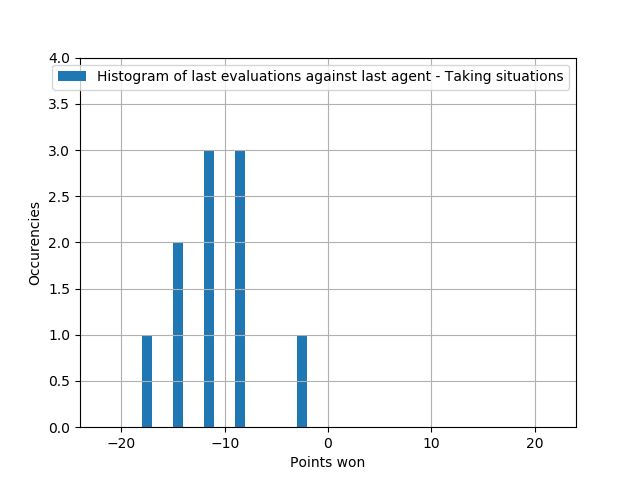 Histogram of last evaluations against last agent - Taking situations
4.0
3.5
3.0
2.5
2.0
1.5
1.0
0.5
0.0
Occurencies
−20 −10 0 10 20
Points won